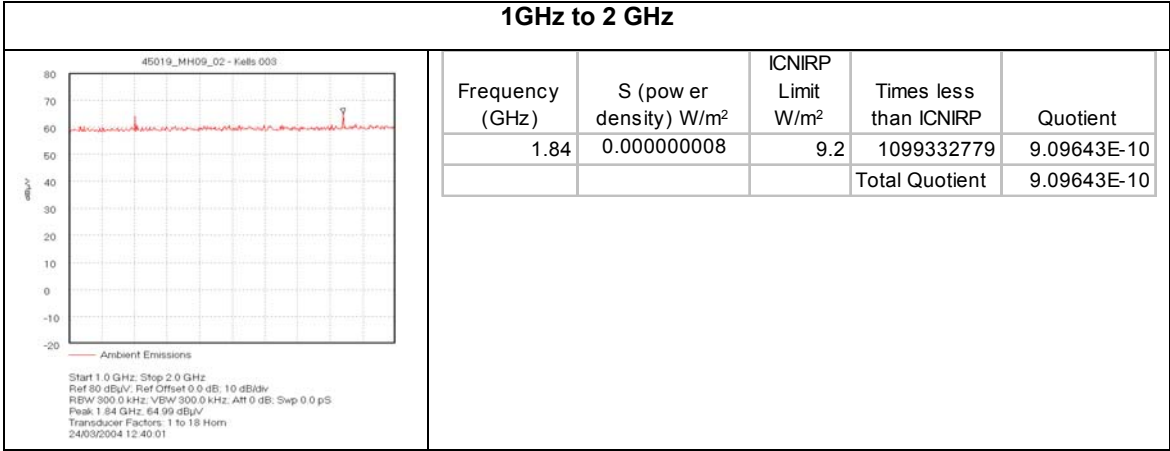 1GHz to 2 GHz
45019_MH09_02 - Kells 003
80
70
60
50
40
30
20
10
0
-10
-20
dBµV
Ambient Emissions
Start 1.0 GHz; Stop 2.0 GHz
Ref 80 dBµV; Ref Offset 0.0 dB; 10 dB/div
RBW 300.0 kHz; VBW 300.0 kHz; Att 0 dB; Swp 0.0 pS
Peak 1.84 GHz, 64.99 dBµV
Transducer Factors: 1 to 18 Horn
24/03/2004 12:40:01
Frequency (GHz) S (pow er density) W/m² ICNIRP Limit W/m² Times less than ICNIRP Quotient
1.84 0.000000008 9.2 1099332779 9.09643E-10
Total Quotient 9.09643E-10